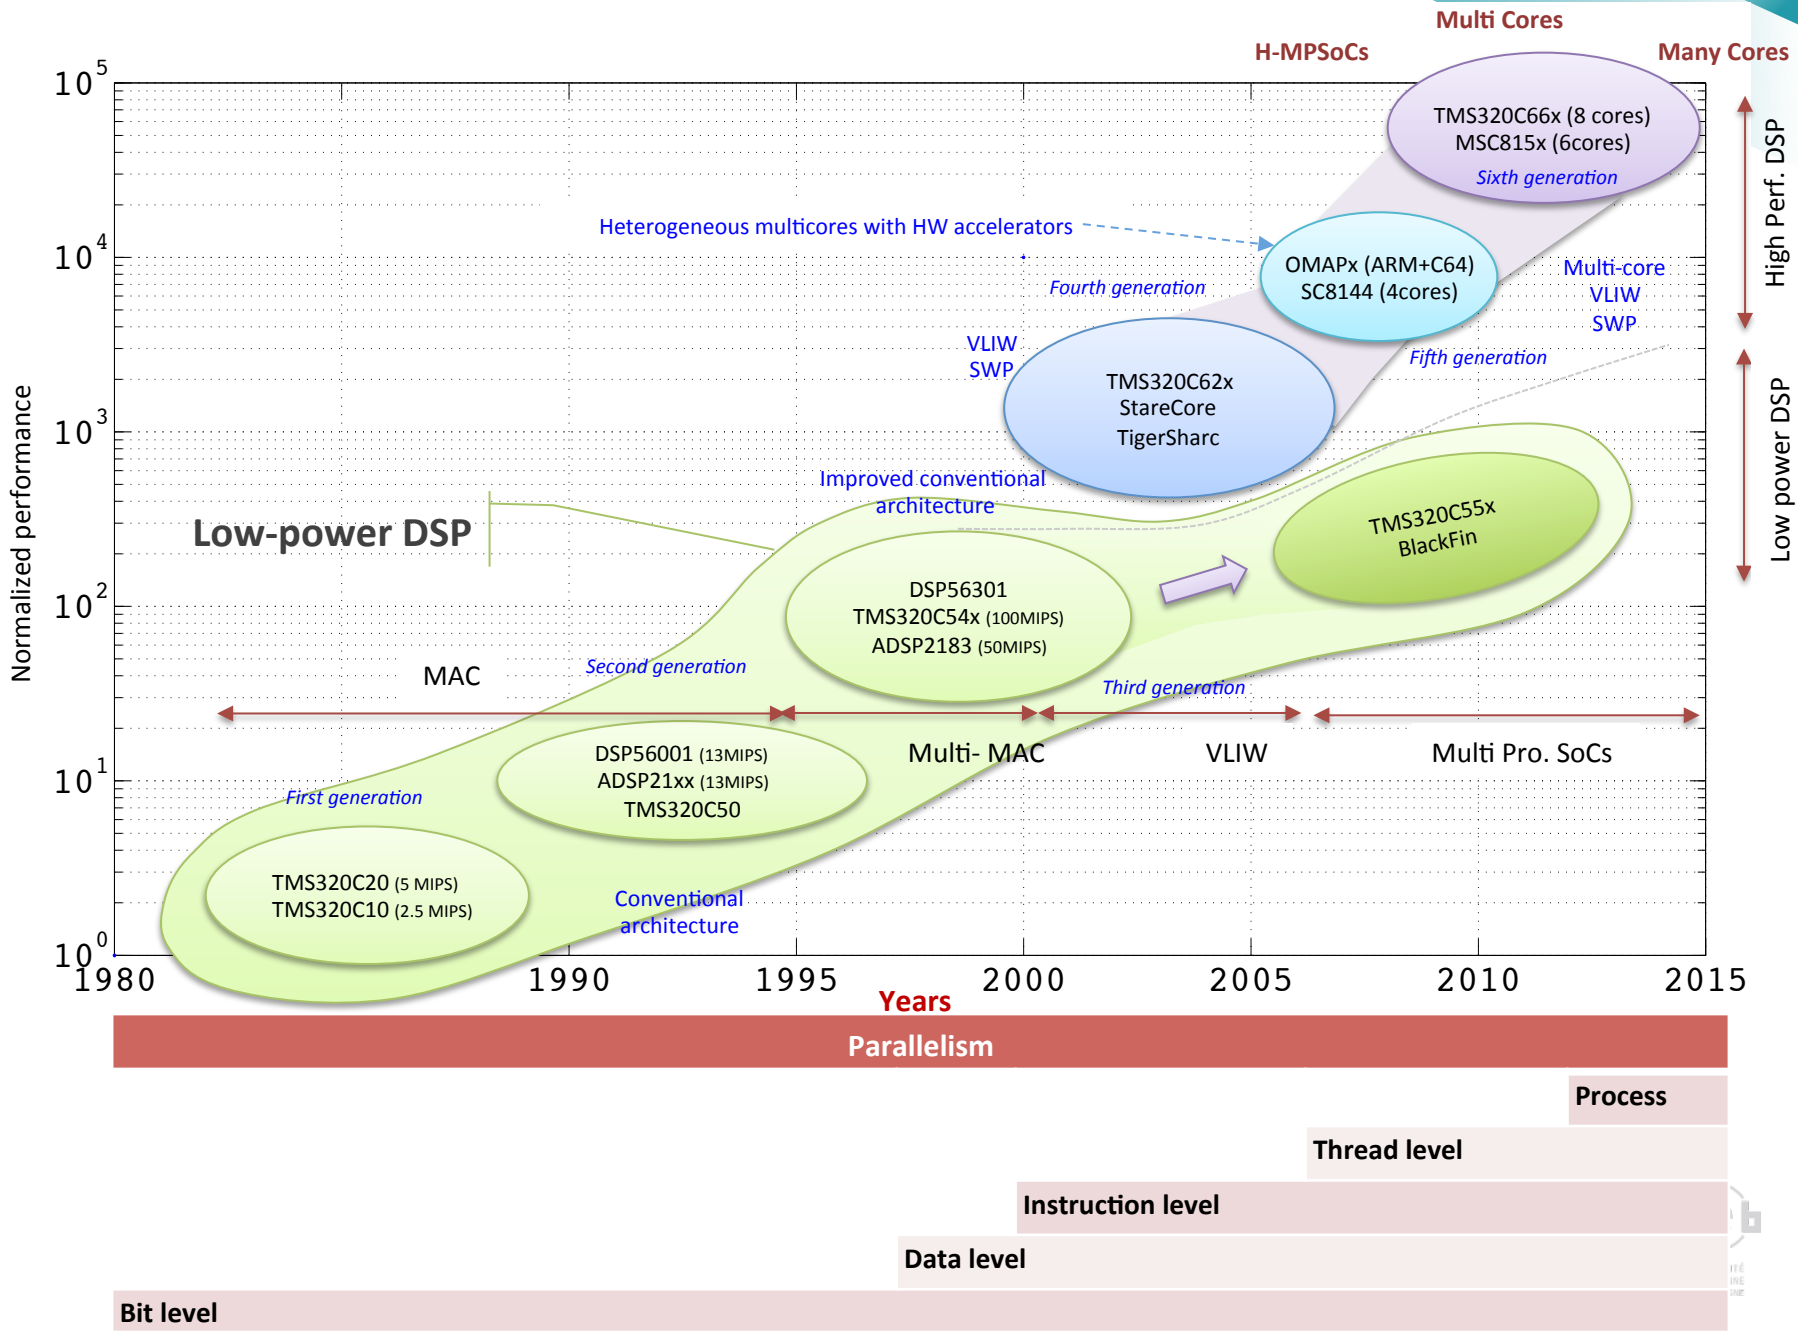 Multi Cores
H-MPSoCs
Many Cores
10^5
TMS320C66x (8 cores)
MSC815x (6cores)
Sixth generation
High Perf. DSP
Heterogeneous multicores with HW accelerators
10^4
OMAPx (ARM+C64)
SC8144 (4cores)
Multi-core
VLIW
SWP
Fourth generation
VLIW
SWP
Fifth generation
TMS320C62x
StareCore
TigerSharc
10^3
Low power DSP
Normalized performance
Improved conventional
architecture
Low-power DSP
TMS320C55x
BlackFin
10^2
DSP56301
TMS320C54x (100MIPS)
ADSP2183 (50MIPS)
MAC
Second generation
Third generation
Multi- MAC
VLIW
Multi Pro. SoCs
DSP56001 (13MIPS)
ADSP21xx (13MIPS)
TMS320C50
10^1
First generation
TMS320C20 (5 MIPS)
TMS320C10 (2.5 MIPS)
Conventional
architecture
10^0
1980
1990
1995
2000
2005
2010
2015
Years
Parallelism
Process
Thread level
Instruction level
Data level
Bit level